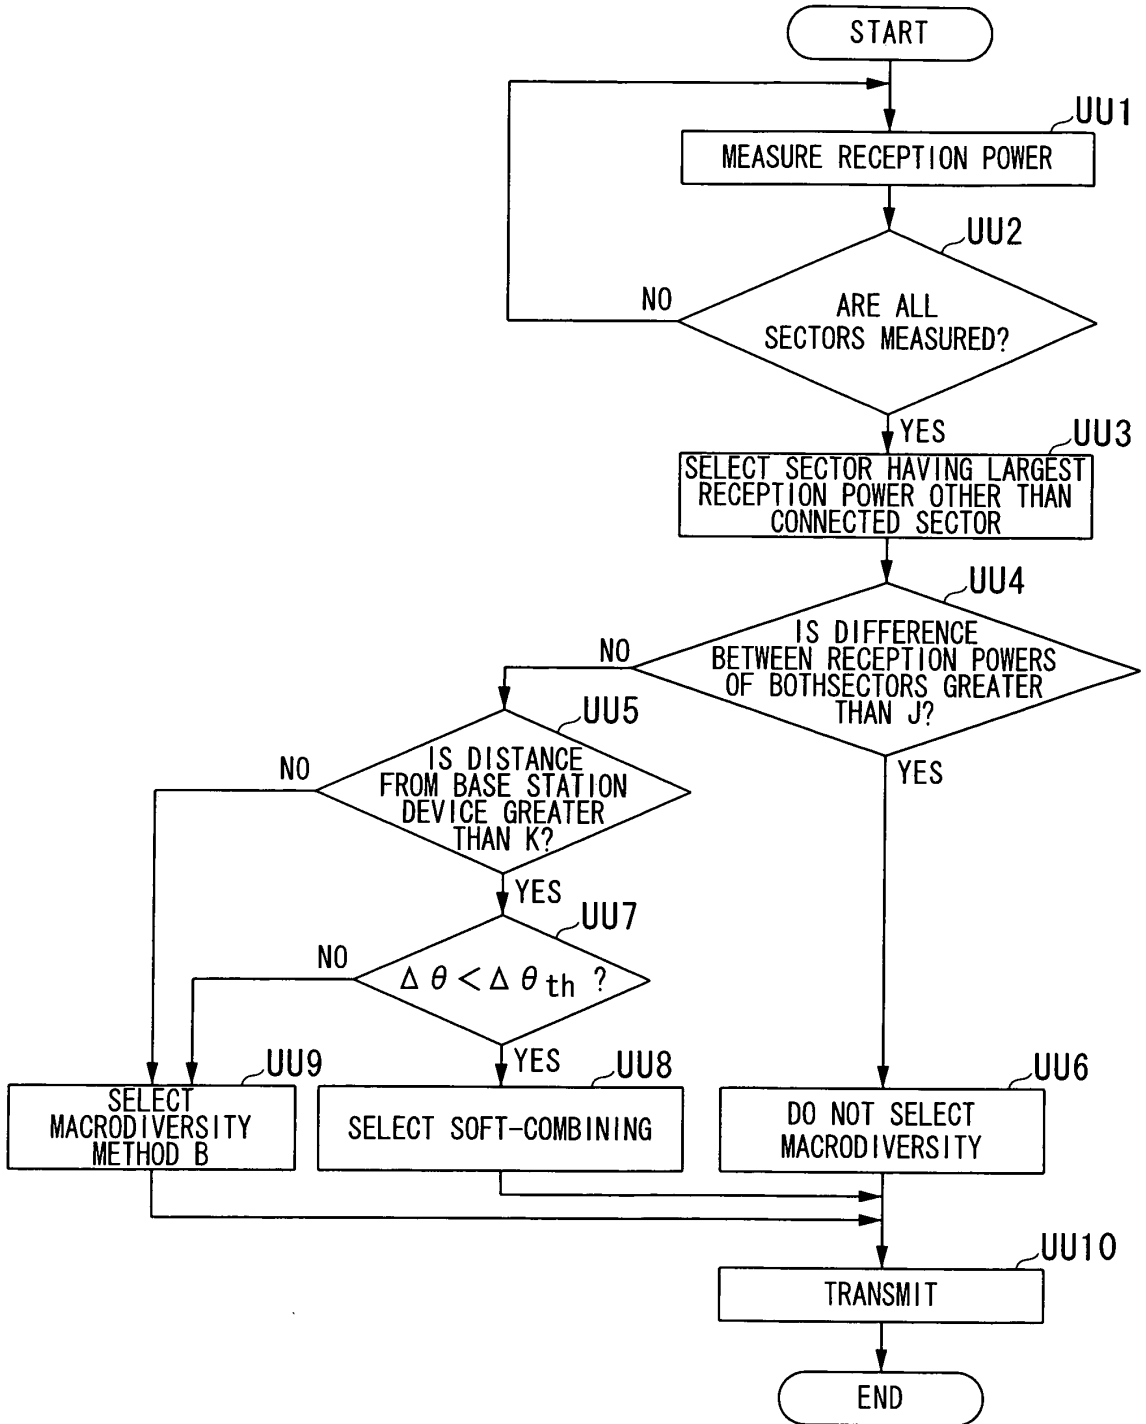 START
UU1
MEASURE RECEPTION POWER
UU2
NO
ARE ALL
SECTORS MEASURED?
YES
UU3
SELECT SECTOR HAVING LARGEST
RECEPTION POWER OTHER THAN
CONNECTED SECTOR
UU4
NO
IS DIFFERENCE
BETWEEN RECEPTION POWERS
OF BOTHSECTORS GREATER
THAN J?
YES
UU5
NO
IS DISTANCE
FROM BASE STATION
DEVICE GREATER
THAN K?
YES
UU7
NO
Δθ<Δθth ?
YES
UU9
SELECT
MACRODIVERSITY
METHOD B
UU8
SELECT SOFT-COMBINING
UU6
DO NOT SELECT
MACRODIVERSITY
UU10
TRANSMIT
END